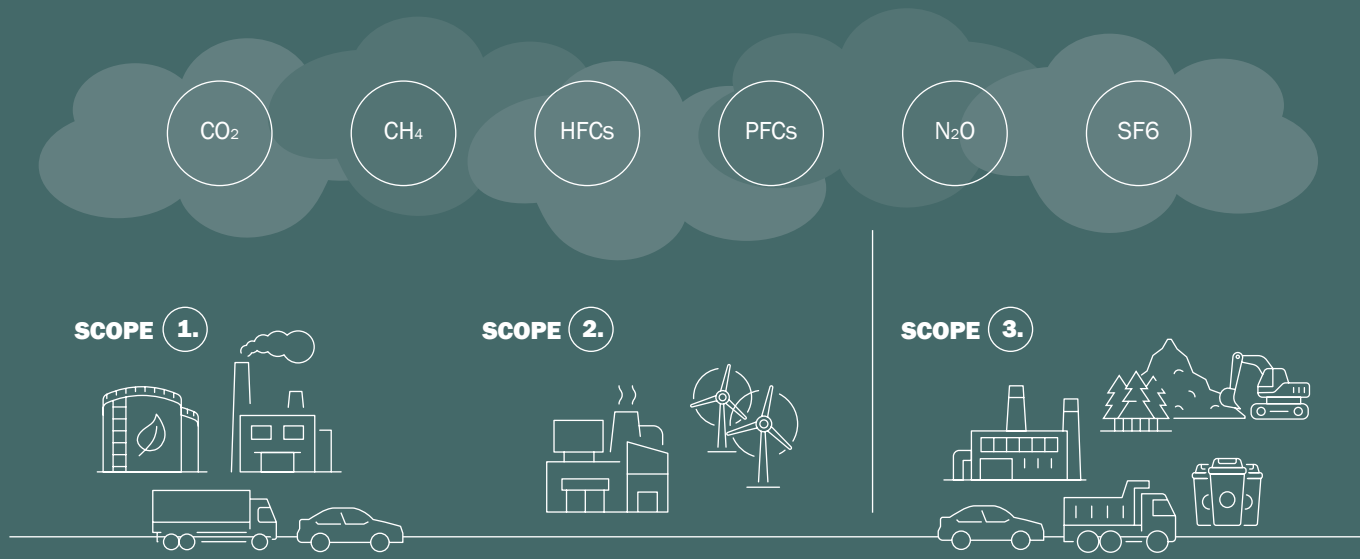 CO₂ CH₄ HFCs PFCs N₂O SF6
SCOPE 1. SCOPE 2. SCOPE 3.